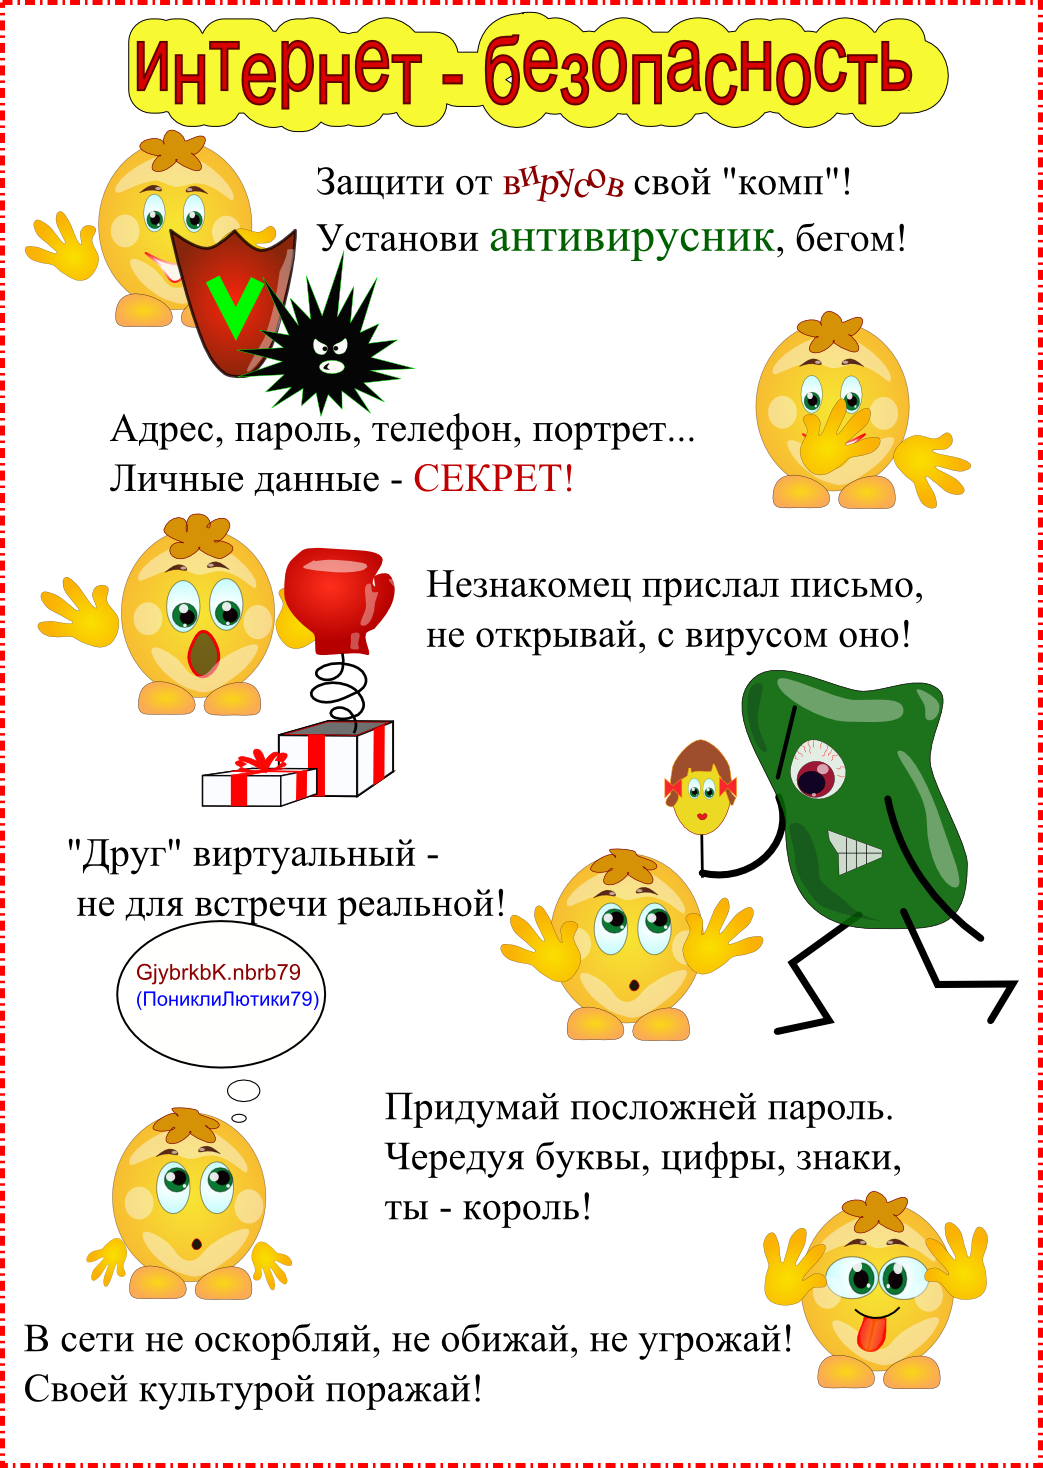 интернет - безопасность
Защити от вирусов свой "комп"!
Установи антивирусник, бегом!
Адрес, пароль, телефон, портрет...
Личные данные - СЕКРЕТ!
Незнакомец прислал письмо,
не открывай, с вирусом оно!
"Друг" виртуальный -
не для встречи реальной!
GjybrkbK.nbrb79
(ПониклиЛютики79)
Придумай посложней пароль.
Чередуя буквы, цифры, знаки,
ты - король!
В сети не оскорбляй, не обижай, не угрожай!
Своей культурой поражай!